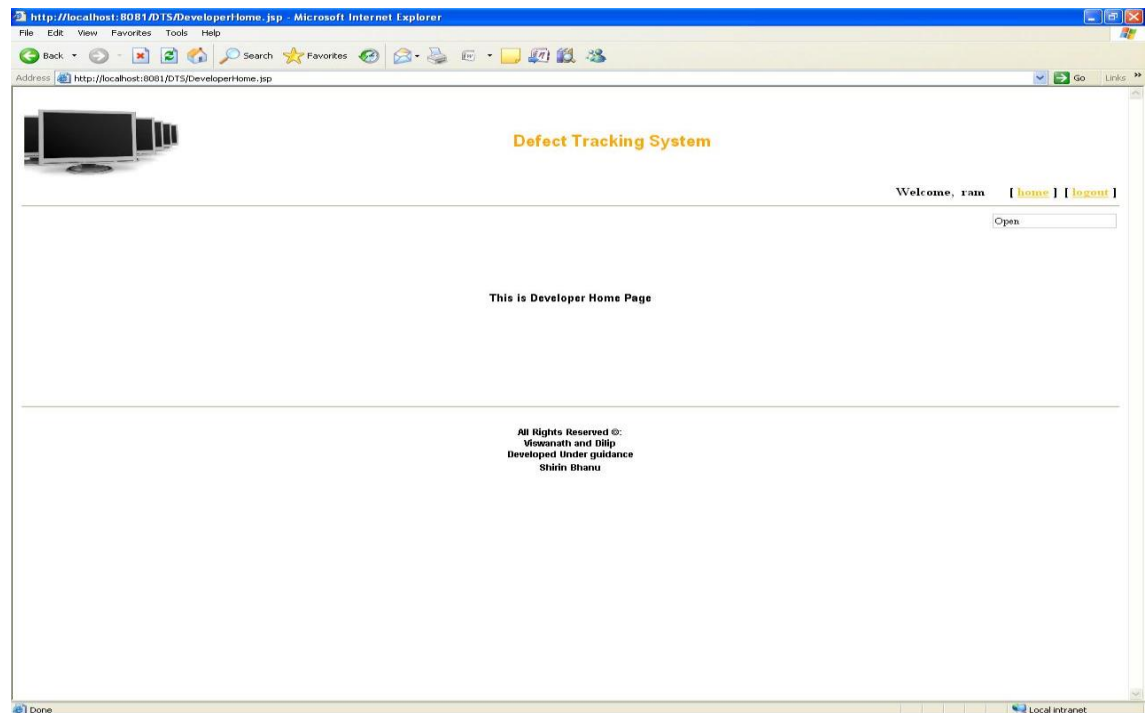 http://localhost:8081/DTS/DeveloperHome.jsp - Microsoft Internet Explorer
File Edit View Favorites Tools Help
Back Search Favorites
Address http://localhost:8081/DTS/DeveloperHome.jsp Go Links »
Defect Tracking System
Welcome, ram [ home ] [ logout ]
Open
This is Developer Home Page
All Rights Reserved ©:
Viswanath and Dilip
Developed Under guidance
Shirin Bhanu
Done Local intranet